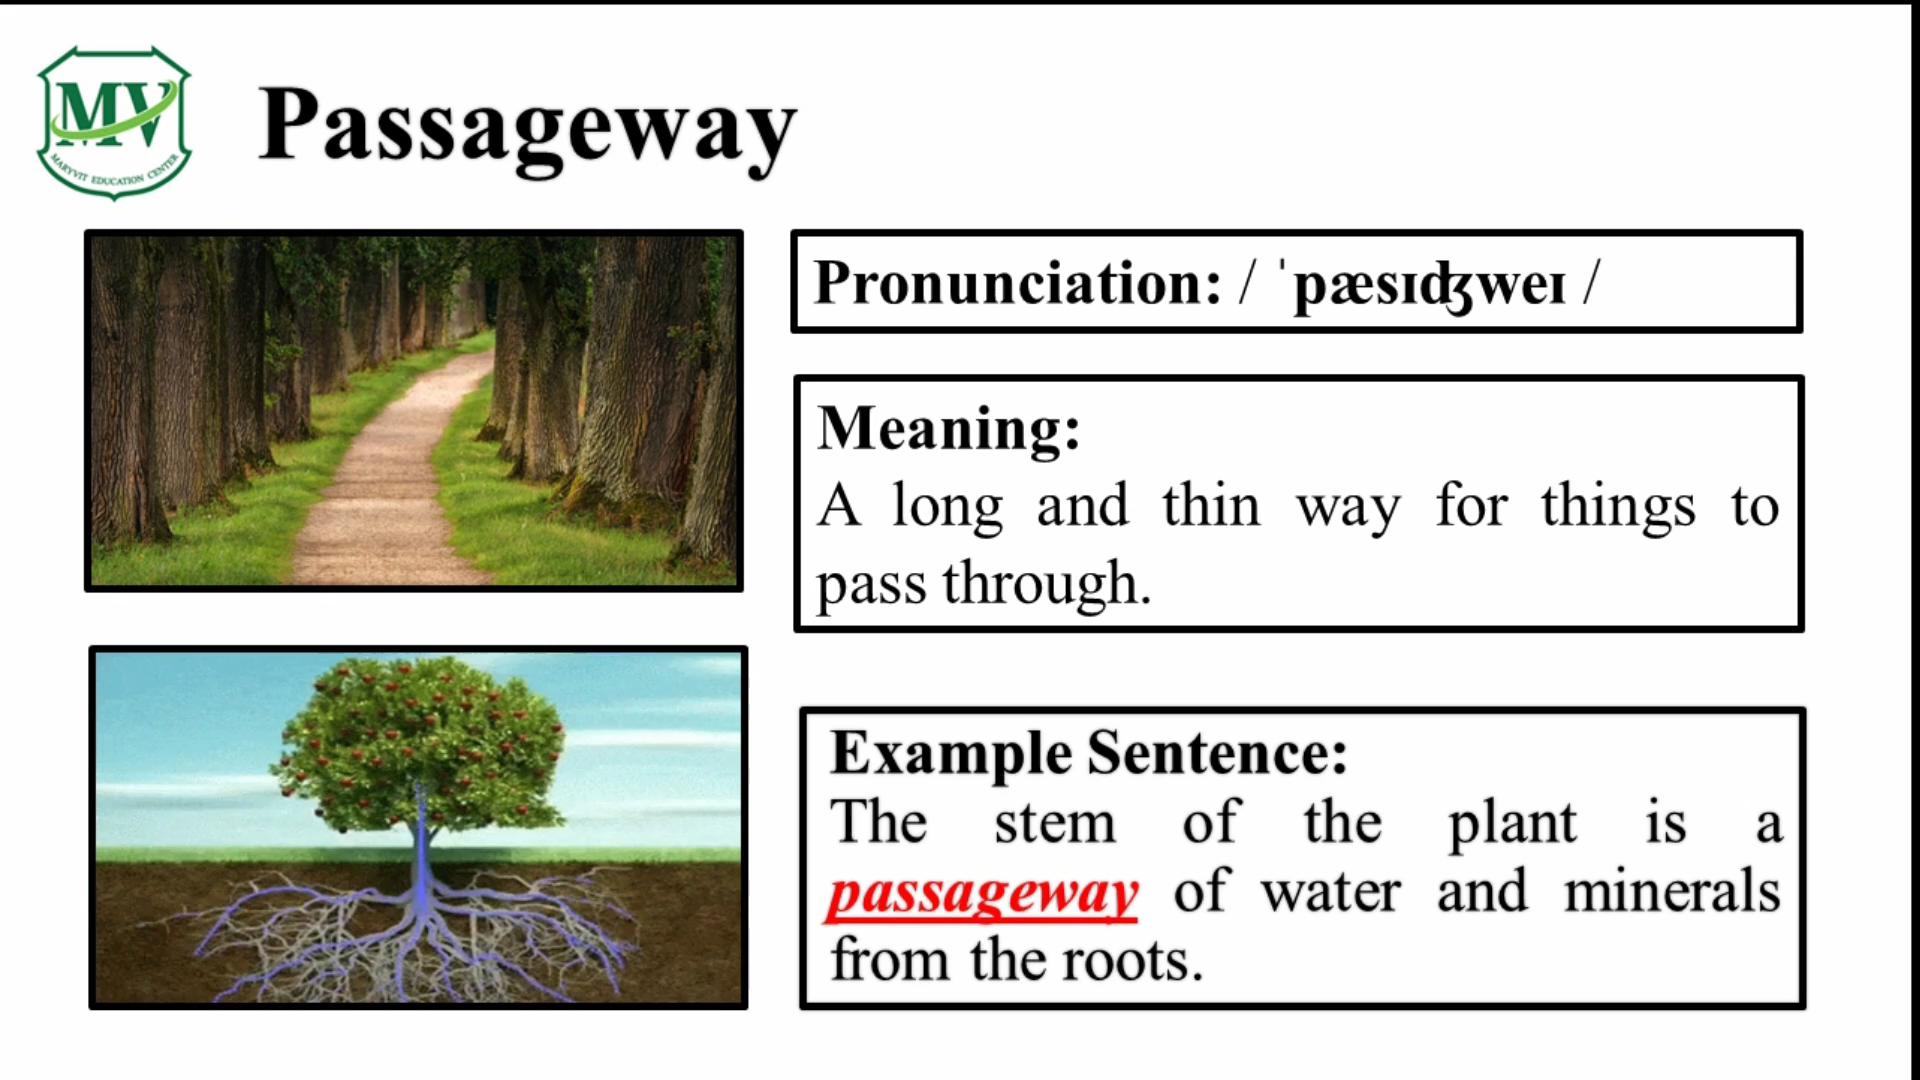 MV
MARYVIT EDUCATION CENTER
Passageway
Pronunciation: / ˈpæsɪʤweɪ /
Meaning:
A long and thin way for things to
pass through.
Example Sentence:
The stem of the plant is a
passageway of water and minerals
from the roots.